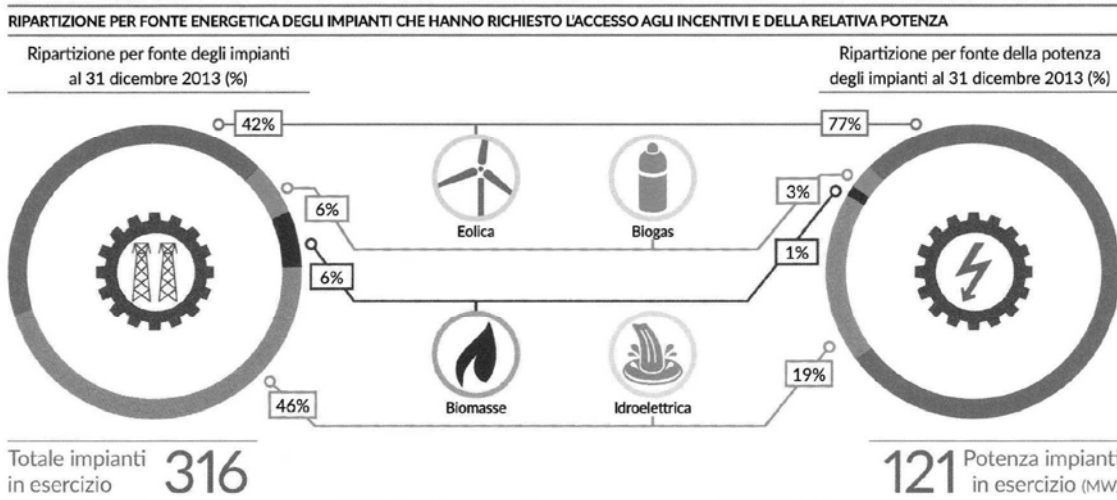 RIPARTIZIONE PER FONTE ENERGETICA DEGLI IMPIANTI CHE HANNO RICHIESTO L'ACCESSO AGLI INCENTIVI E DELLA RELATIVA POTENZA
Ripartizione per fonte degli impianti
al 31 dicembre 2013 (%)
Ripartizione per fonte della potenza
degli impianti al 31 dicembre 2013 (%)
42%
77%
6%
Eolica
Biogas
3%
6%
1%
46%
Biomasse
Idroelettrica
19%
Totale impianti
in esercizio
316
121
Potenza impianti
in esercizio (MW